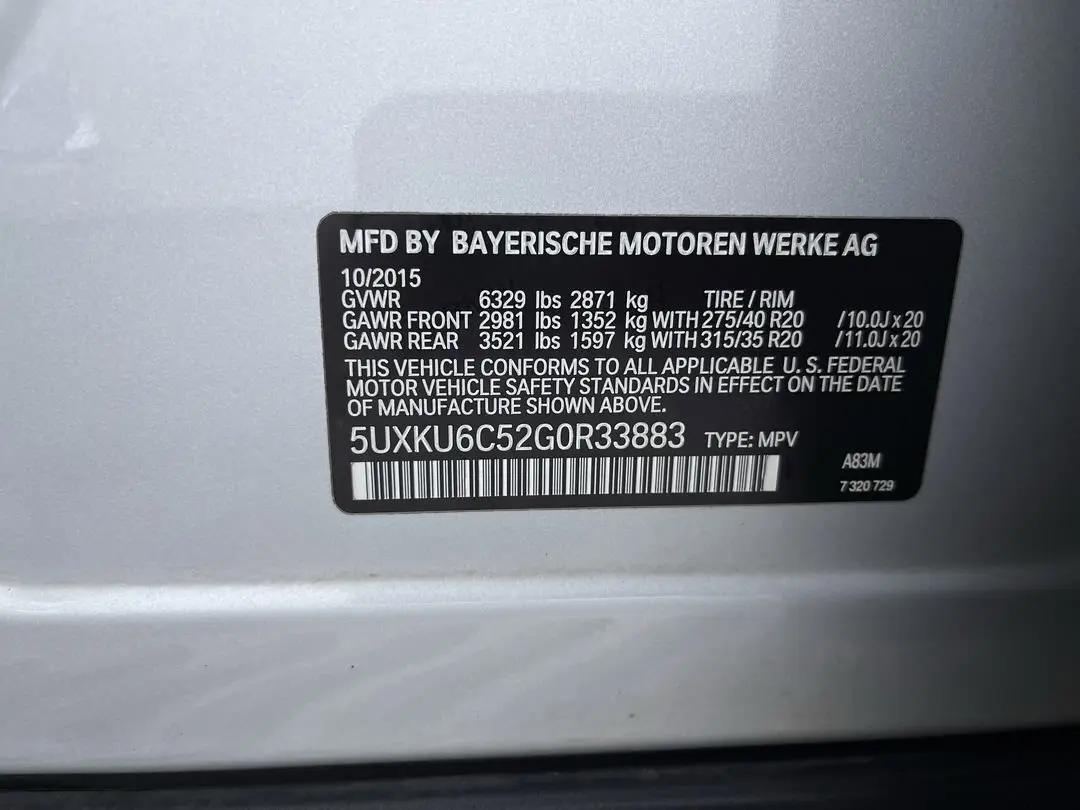 MFD BY BAYERISCHE MOTOREN WERKE AG
10/2015
GVWR 6329 lbs 2871 kg TIRE / RIM
GAWR FRONT 2981 lbs 1352 kg WITH 275/40 R20 /10.0J x 20
GAWR REAR 3521 lbs 1597 kg WITH 315/35 R20 /11.0J x 20
THIS VEHICLE CONFORMS TO ALL APPLICABLE U. S. FEDERAL
MOTOR VEHICLE SAFETY STANDARDS IN EFFECT ON THE DATE
OF MANUFACTURE SHOWN ABOVE.
5UXKU6C52G0R33883 TYPE: MPV
A83M
7 320 729